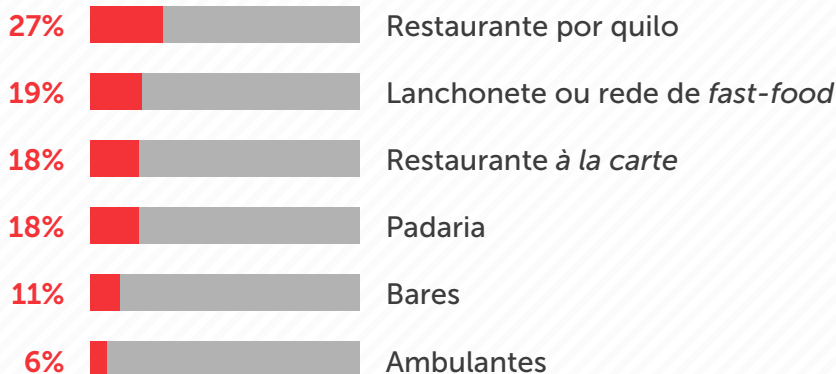 27% Restaurante por quilo
19% Lanchonete ou rede de fast-food
18% Restaurante à la carte
18% Padaria
11% Bares
6% Ambulantes